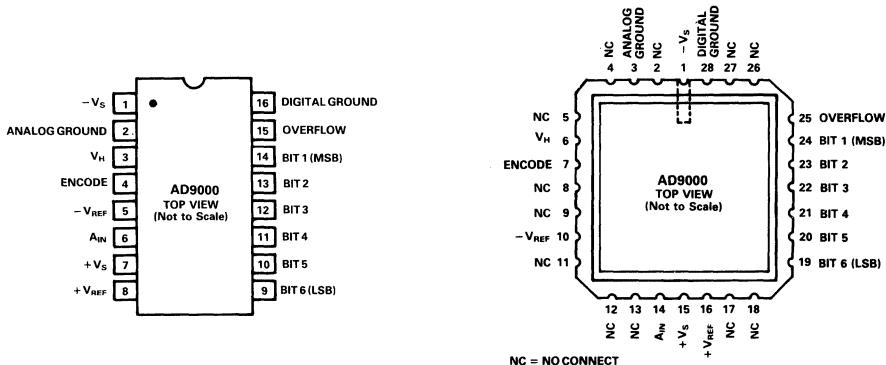 −VS 1
ANALOG GROUND 2
VH 3
ENCODE 4
−VREF 5
AIN 6
+VS 7
+VREF 8
AD9000
TOP VIEW
(Not to Scale)
16 DIGITAL GROUND
15 OVERFLOW
14 BIT 1 (MSB)
13 BIT 2
12 BIT 3
11 BIT 4
10 BIT 5
9 BIT 6 (LSB)
NC
ANALOG
GROUND
NC
−VS
DIGITAL
GROUND
NC
NC
4 3 2 1 28 27 26
NC 5
VH 6
ENCODE 7
NC 8
NC 9
−VREF 10
NC 11
AD9000
TOP VIEW
(Not to Scale)
25 OVERFLOW
24 BIT 1 (MSB)
23 BIT 2
22 BIT 3
21 BIT 4
20 BIT 5
19 BIT 6 (LSB)
12 13 14 15 16 17 18
NC
NC
AIN
+VS
+VREF
NC
NC
NC = NO CONNECT